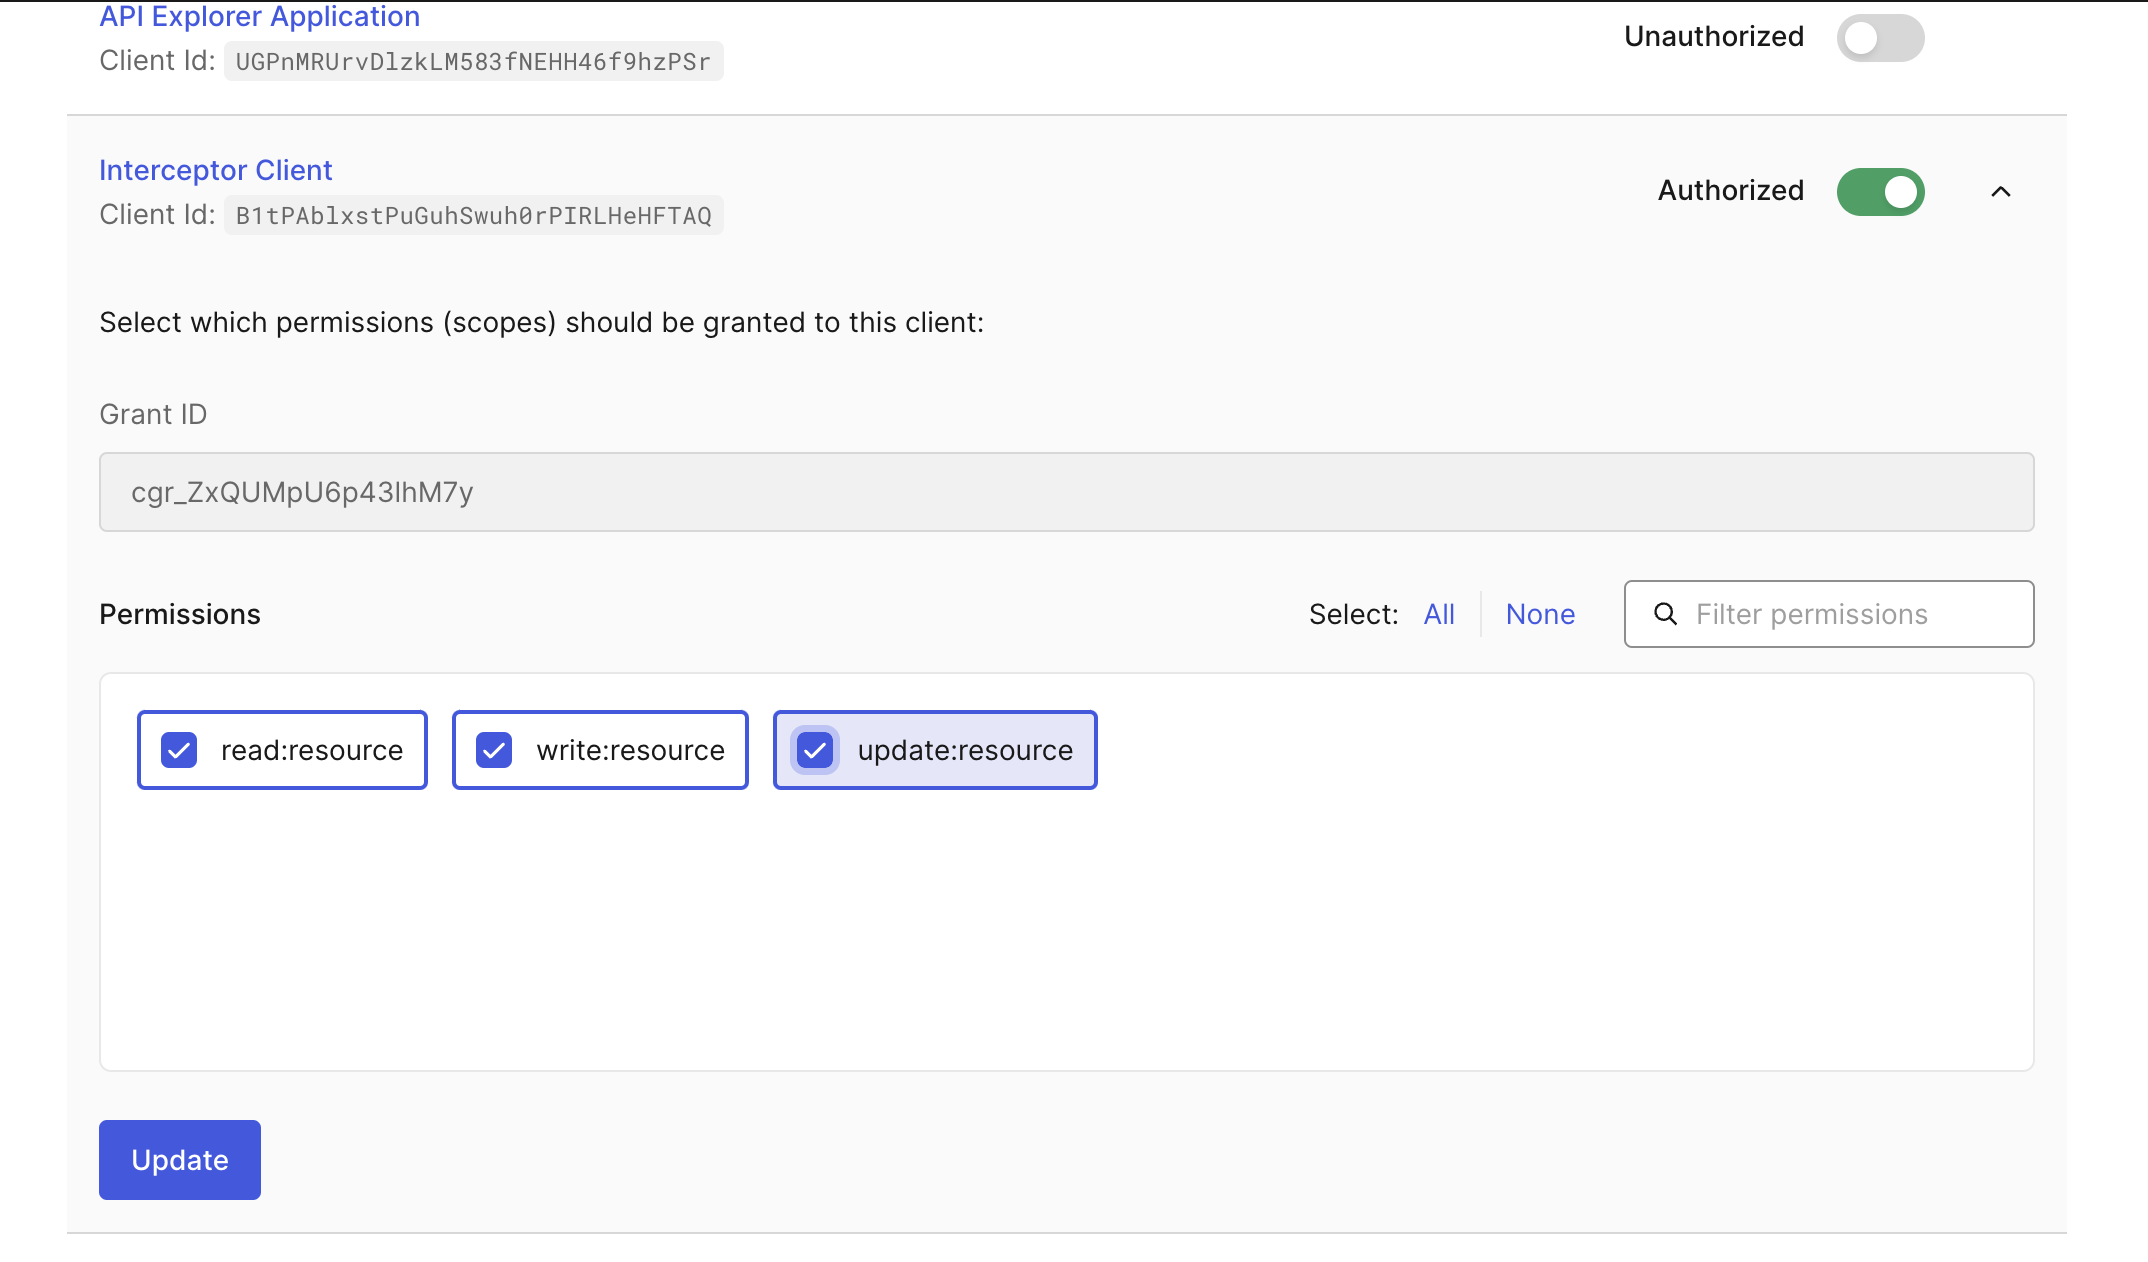 API Explorer Application
Unauthorized
Client Id: UGPnMRUrvDlzkLM583fNEHH46f9hzPSr
Interceptor Client
Authorized
Client Id: B1tPAblxstPuGuhSwuh0rPIRLHeHFTAQ
Select which permissions (scopes) should be granted to this client:
Grant ID
cgr_ZxQUMpU6p43lhM7y
Permissions
Select: All None
Filter permissions
read:resource
write:resource
update:resource
Update